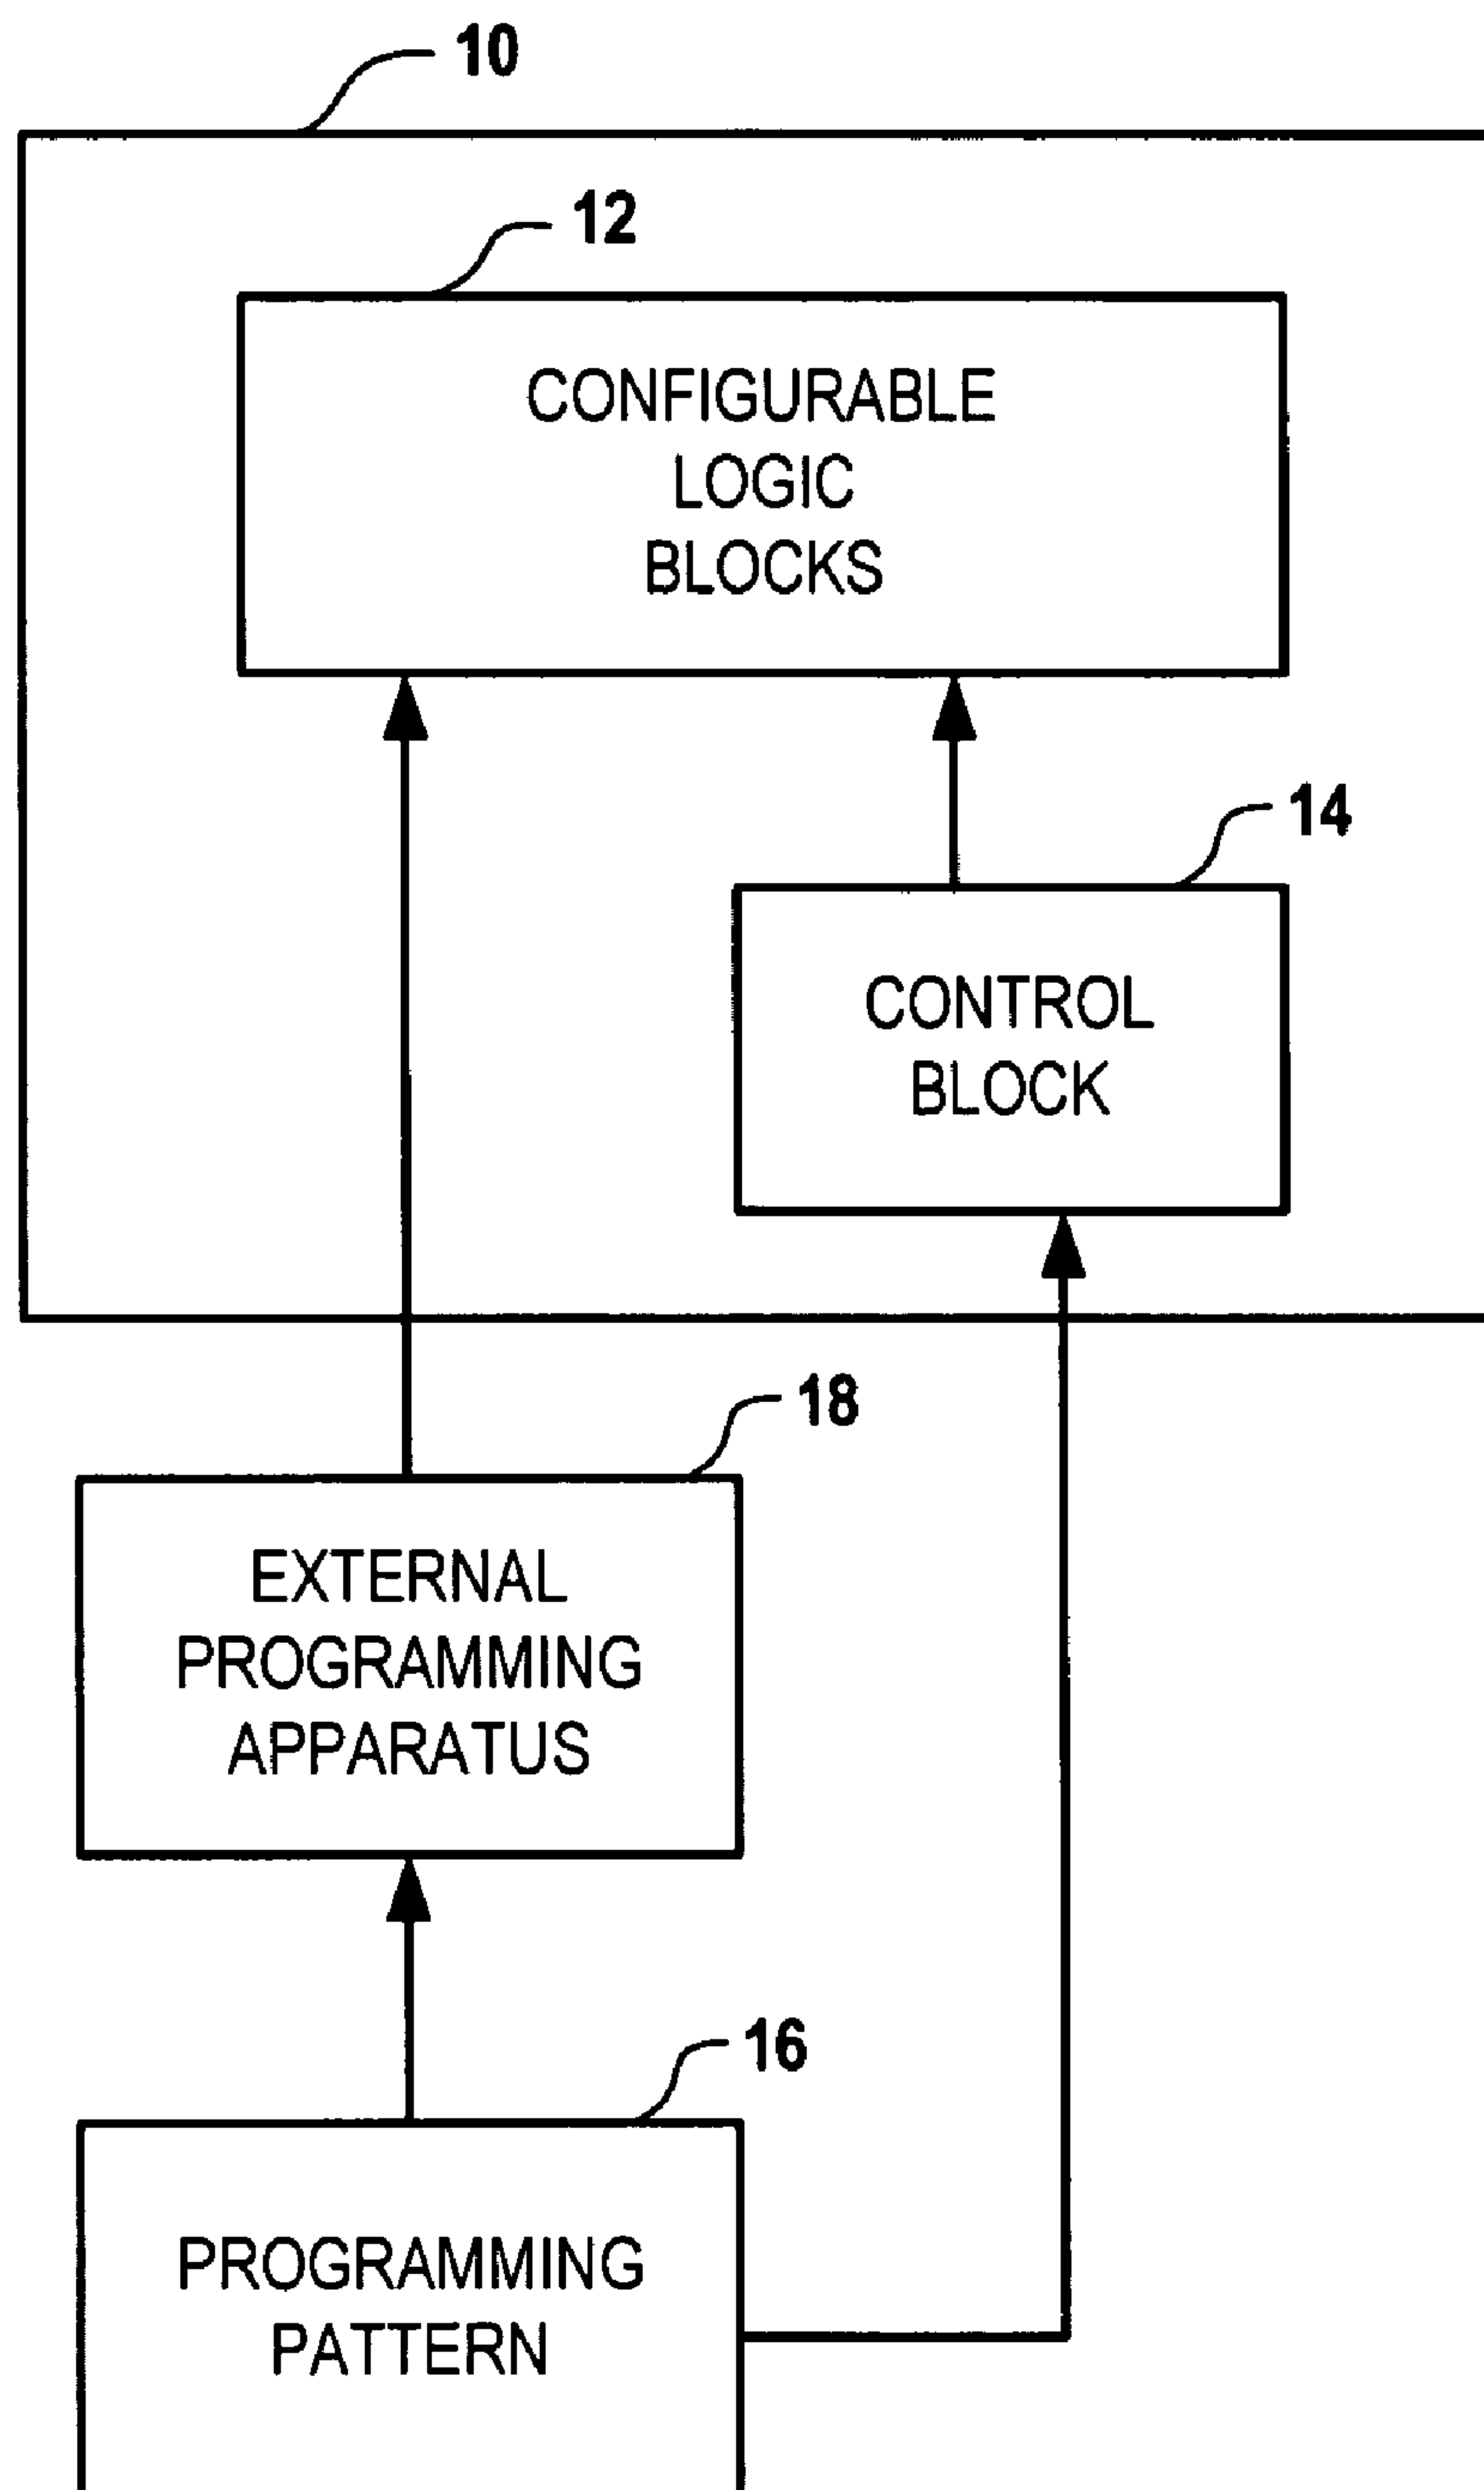 10
12
CONFIGURABLE
LOGIC
BLOCKS
14
CONTROL
BLOCK
18
EXTERNAL
PROGRAMMING
APPARATUS
16
PROGRAMMING
PATTERN